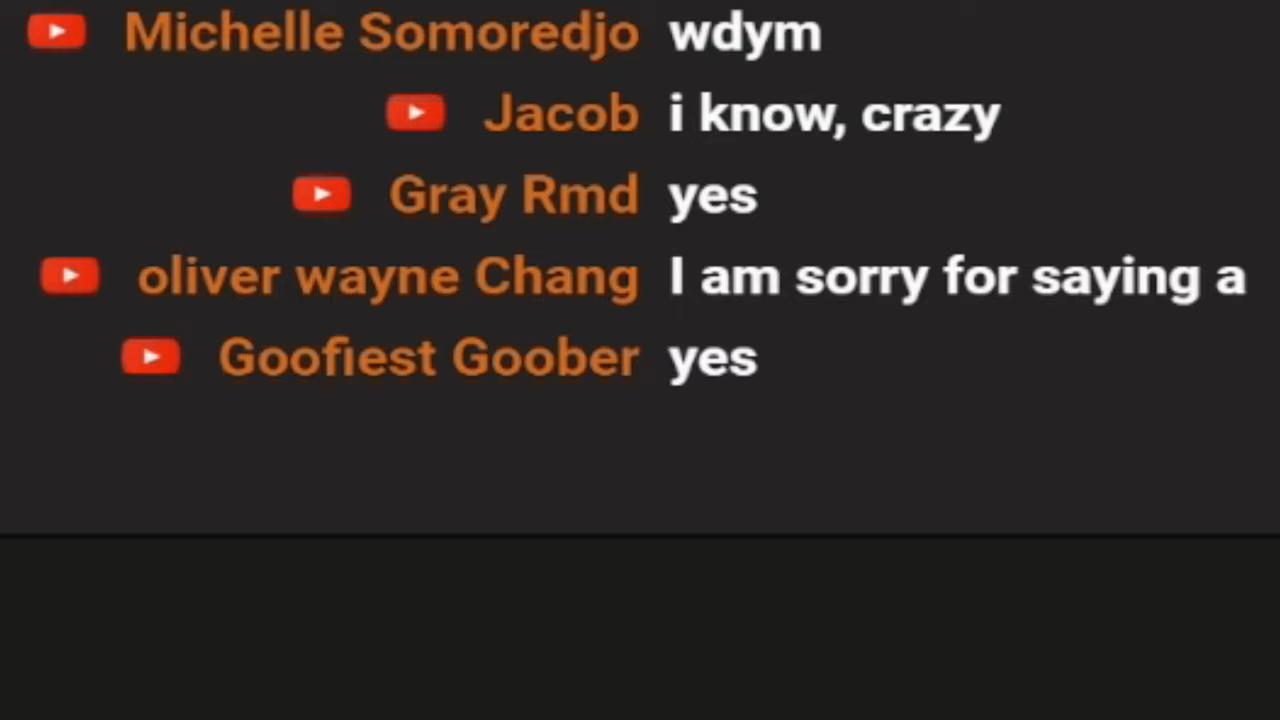 Michelle Somoredjo wdym
Jacob i know, crazy
Gray Rmd yes
oliver wayne Chang I am sorry for saying a
Goofiest Goober yes